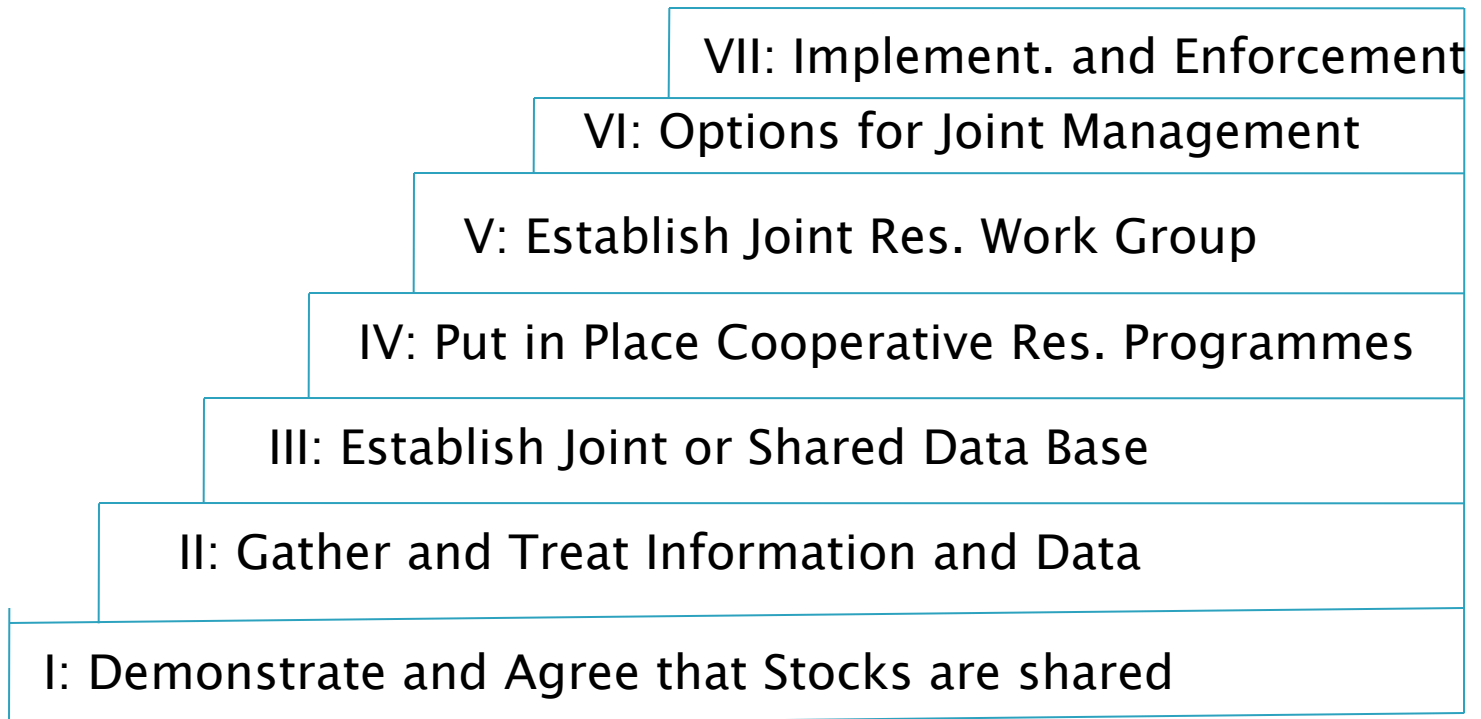 VII: Implement. and Enforcement
VI: Options for Joint Management
V: Establish Joint Res. Work Group
IV: Put in Place Cooperative Res. Programmes
III: Establish Joint or Shared Data Base
II: Gather and Treat Information and Data
I: Demonstrate and Agree that Stocks are shared